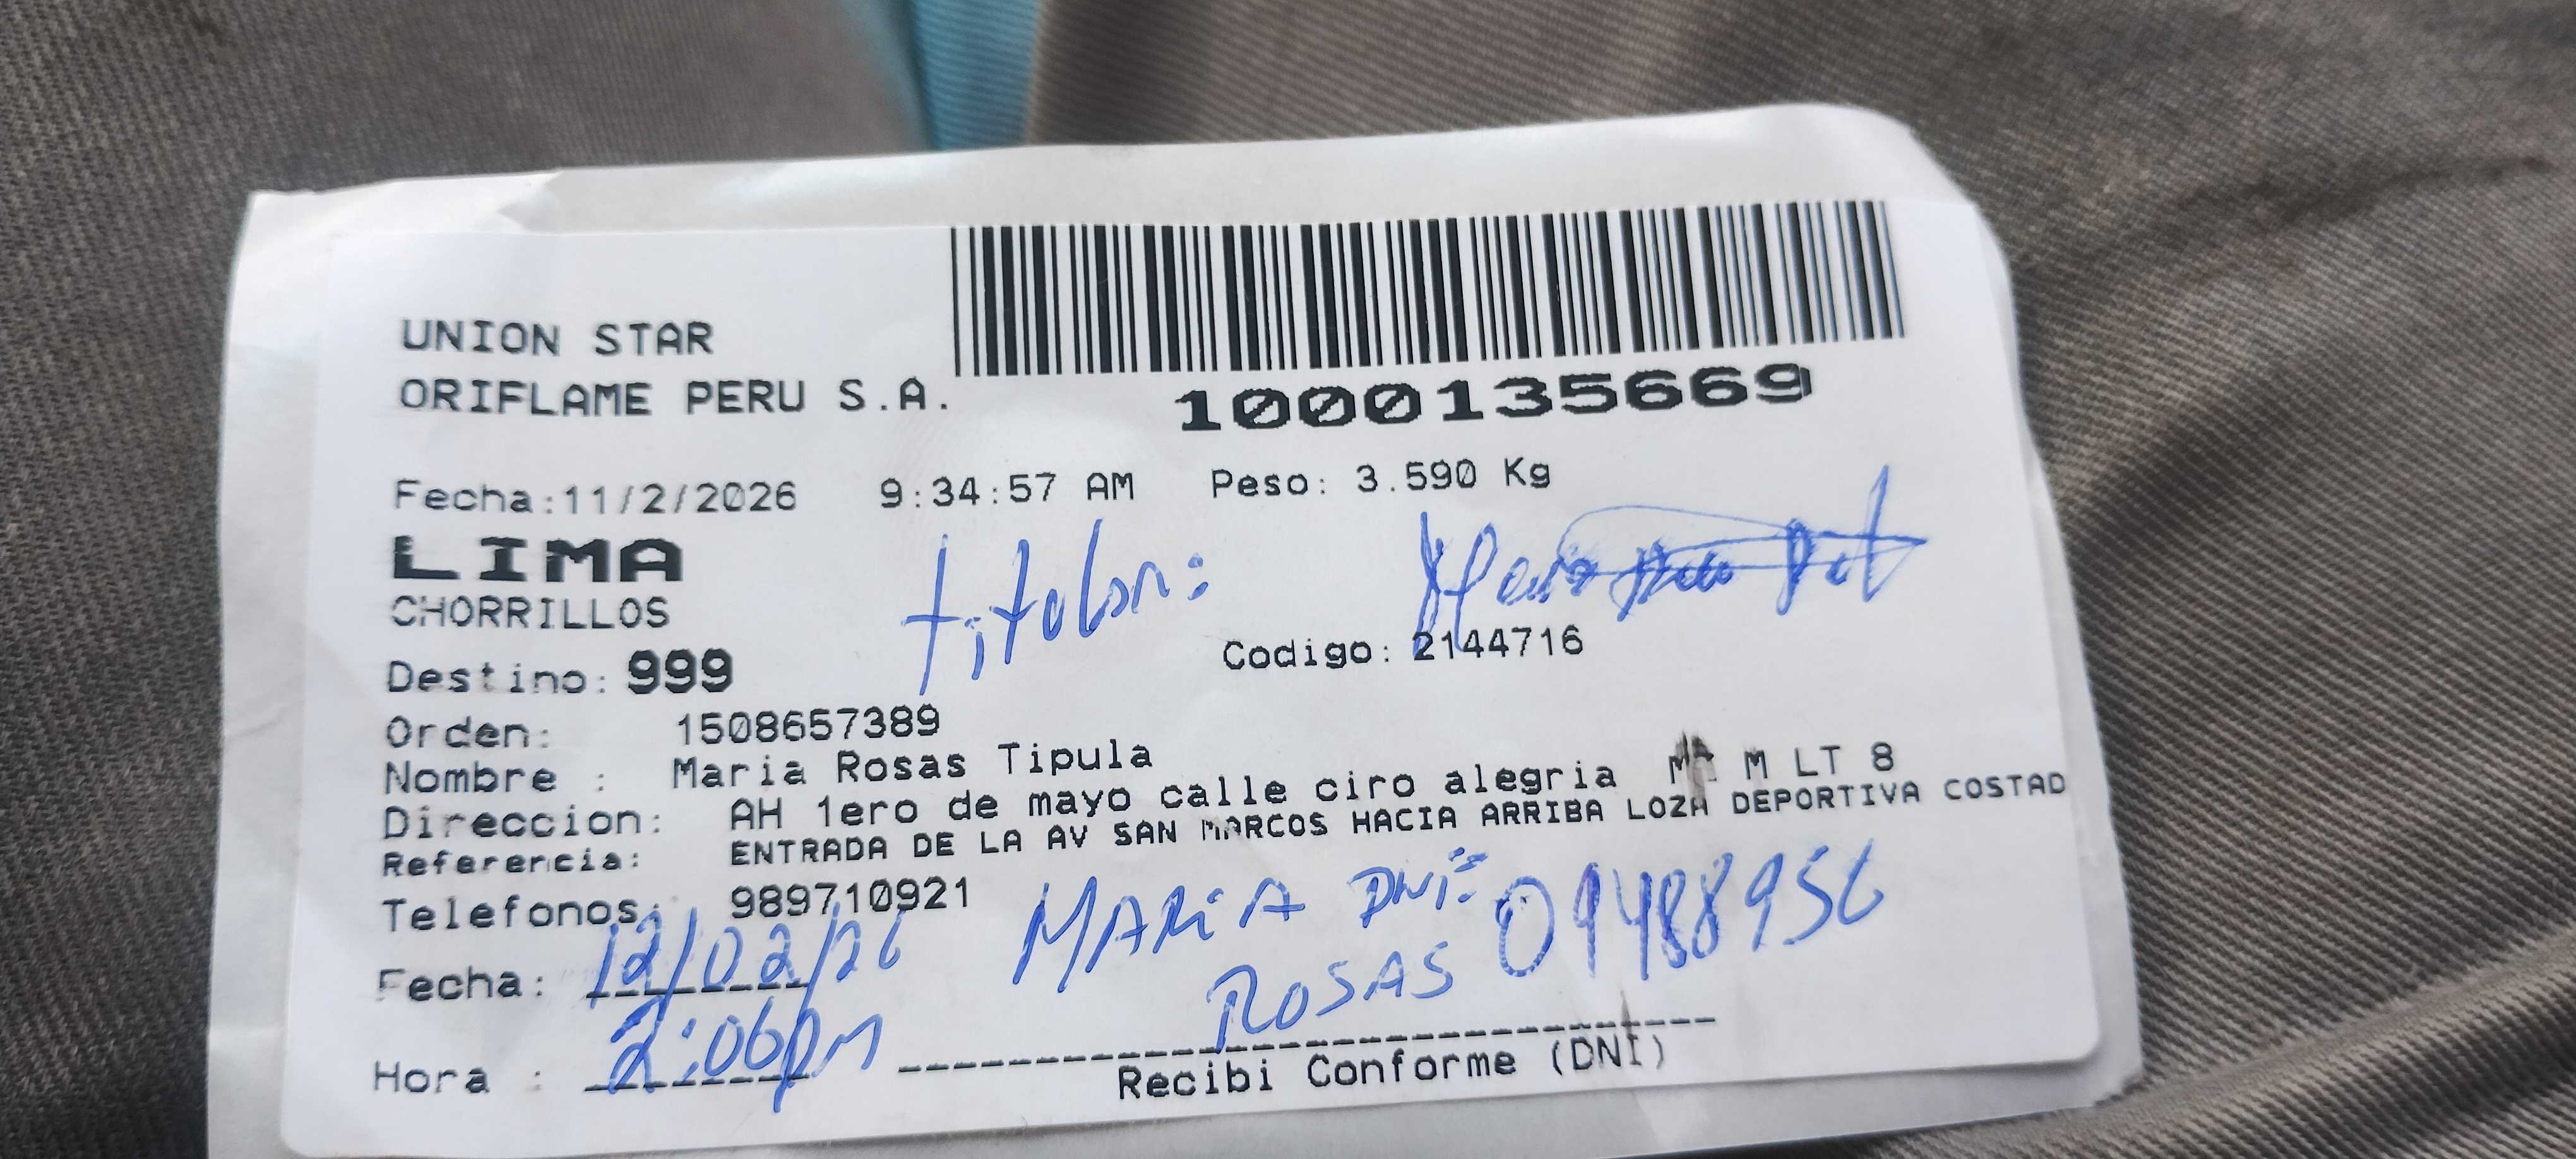 UNION STAR
ORIFLAME PERU S.A.
1000135669
Fecha:11/2/2026 9:34:57 AM Peso: 3.590 Kg
LIMA
CHORRILLOS
titular:
Destino: 999
Codigo: 2144716
Orden: 1508657389
Nombre : Maria Rosas Tipula
Direccion: AH 1ero de mayo calle ciro alegria M LT 8
Referencia: ENTRADA DE LA AV SAN MARCOS HACIA ARRIBA LOZA DEPORTIVA COSTAD
Telefonos: 989710921
MARIA DNI: 09488956
ROSAS
Fecha: 12/02/26
Hora : 2:06pm
Recibi Conforme (DNI)